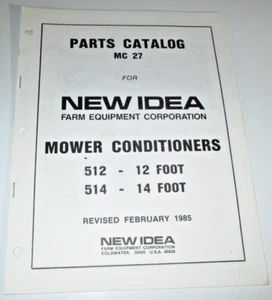 PARTS CATALOG
MC 27
FOR
NEW IDEA
FARM EQUIPMENT CORPORATION
MOWER CONDITIONERS
512 - 12 FOOT
514 - 14 FOOT
REVISED FEBRUARY 1985
NEW IDEA
FARM EQUIPMENT CORPORATION
COLDWATER, OHIO U.S.A. 45828